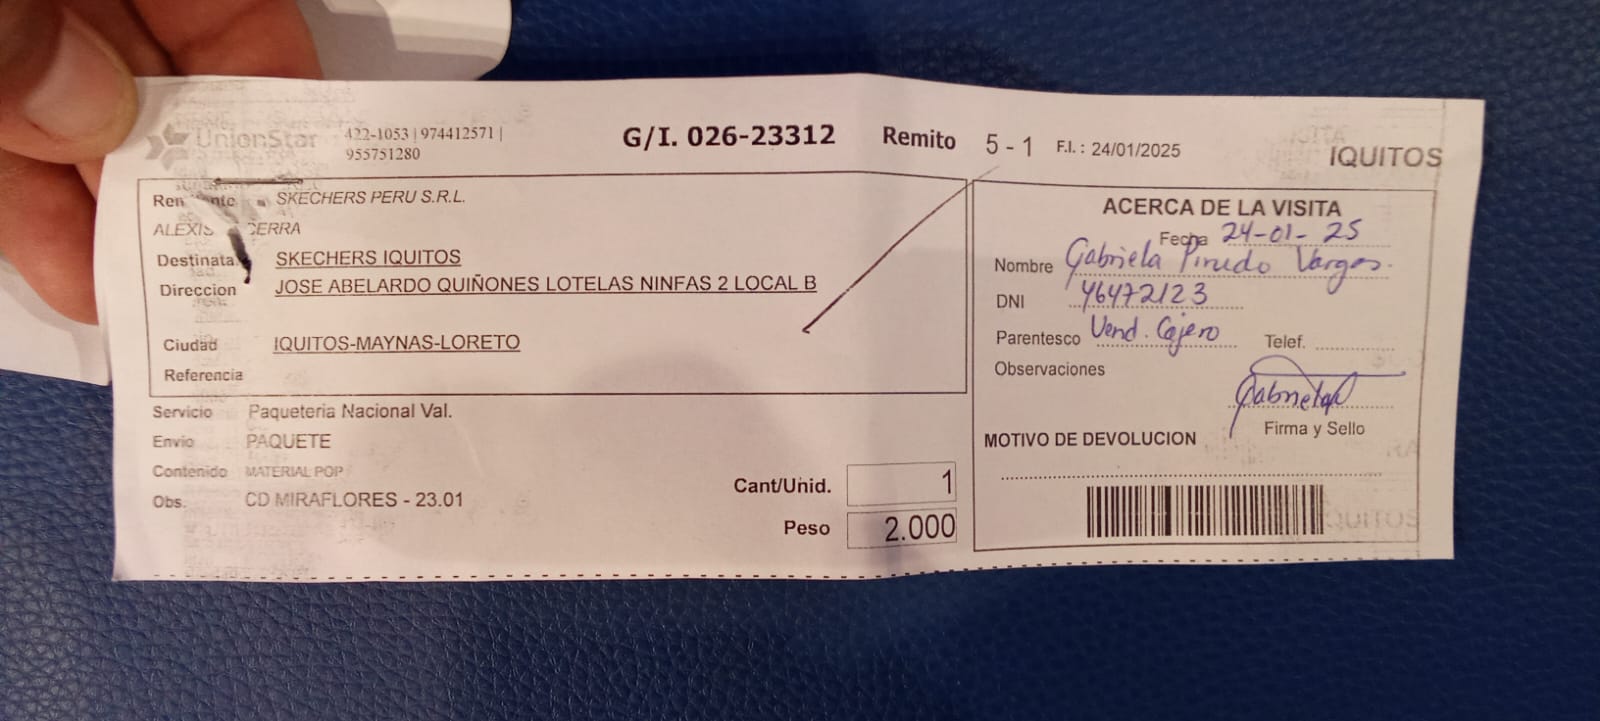 UnionStar 422-1053 | 974412571 |
955751280
G/I. 026-23312 Remito 5 - 1 F.I. : 24/01/2025 IQUITOS
SKECHERS PERU S.R.L.
ALEXIS
SKECHERS IQUITOS
Direccion JOSE ABELARDO QUIÑONES LOTELAS NINFAS 2 LOCAL B
Ciudad IQUITOS-MAYNAS-LORETO
Referencia
Servicio Paqueteria Nacional Val.
Envio PAQUETE
Contenido MATERIAL POP
Obs. CD MIRAFLORES - 23.01
Cant/Unid. 1
Peso 2.000
ACERCA DE LA VISITA
Fecha 24-01-25
Nombre Gabriela Pinedo Vargas.
DNI 46472123
Parentesco Vend. Cajero Telef.
Observaciones
Firma y Sello
MOTIVO DE DEVOLUCION
QUITOS